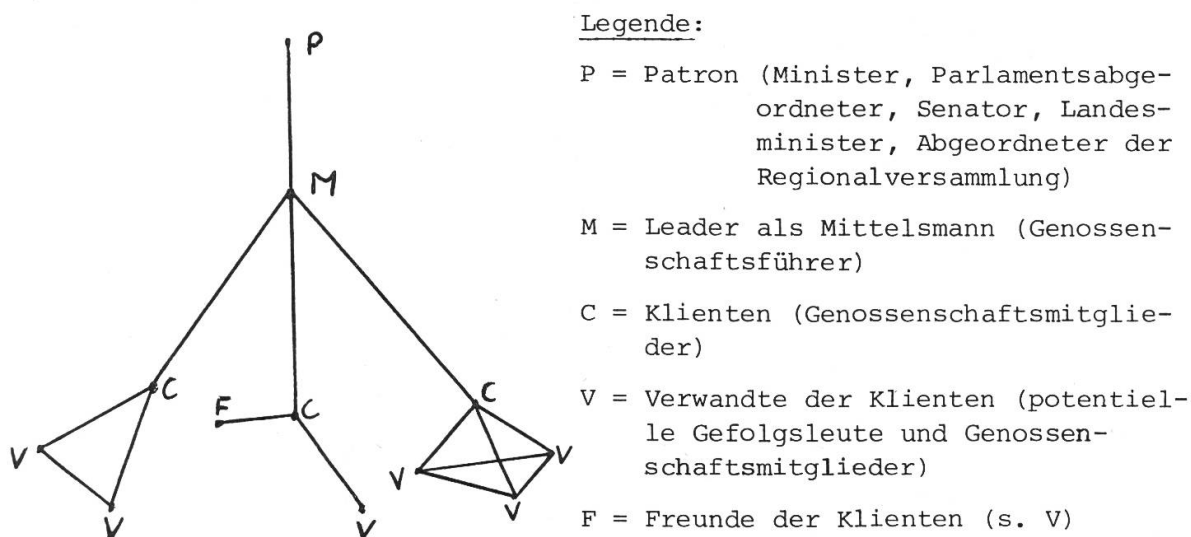 P
M
C
F
C
C
V
V
V
V
V
V
Legende:
P = Patron (Minister, Parlamentsabge-
ordneter, Senator, Landes-
minister, Abgeordneter der
Regionalversammlung)
M = Leader als Mittelsmann (Genossen-
schaftsführer)
C = Klienten (Genossenschaftsmitglie-
der)
V = Verwandte der Klienten (potentiel-
le Gefolgsleute und Genossen-
schaftsmitglieder)
F = Freunde der Klienten (s. V)